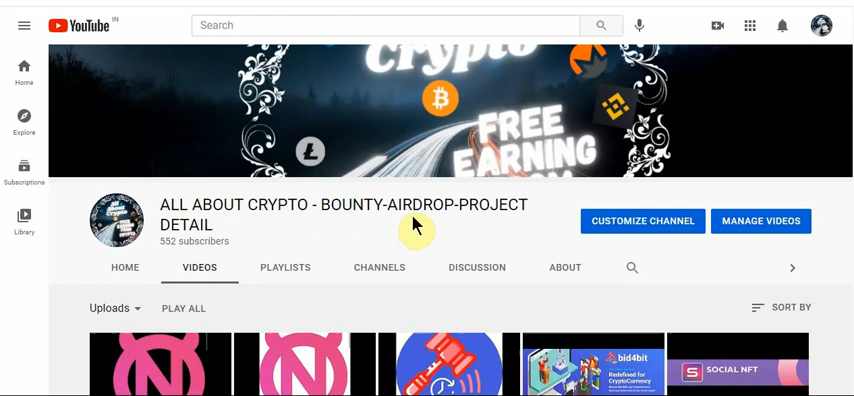 YouTube IN
Search
Home
Explore
Subscriptions
Library
Crypto
FREE
EARNING
ALL ABOUT CRYPTO - BOUNTY-AIRDROP-PROJECT
DETAIL
552 subscribers
CUSTOMIZE CHANNEL
MANAGE VIDEOS
HOME
VIDEOS
PLAYLISTS
CHANNELS
DISCUSSION
ABOUT
Uploads
PLAY ALL
SORT BY
N
N
bid4bit
Redefined for
CryptoCurrency
S SOCIAL NFT